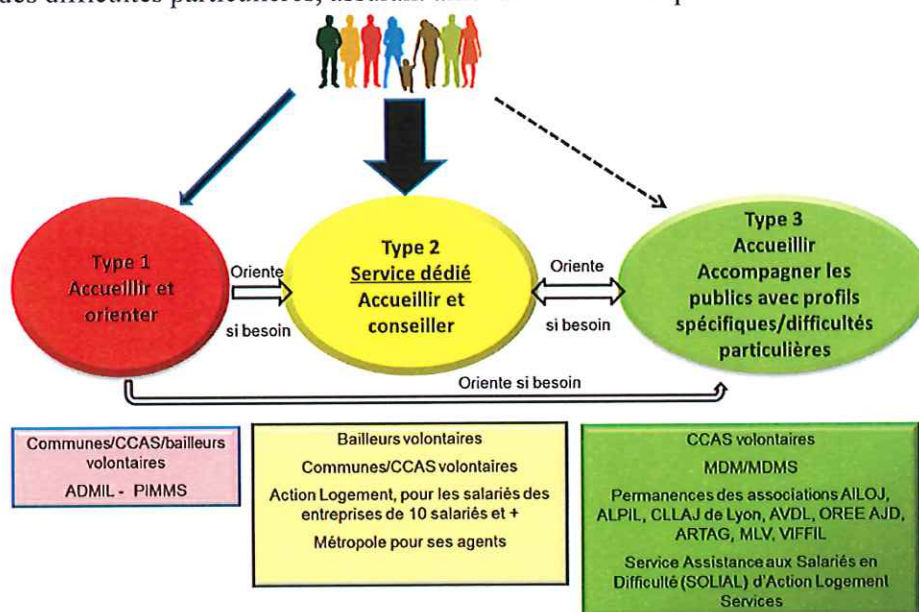 des difficultés particulières, assurant
Type 1
Accueillir et
orienter
Oriente
si besoin
Type 2
Service dédié
Accueillir et
conseiller
Oriente
si besoin
Type 3
Accueillir
Accompagner les
publics avec profils
spécifiques/difficultés
particulières
Oriente si besoin
Communes/CCAS/bailleurs
volontaires
ADMIL - PIMMS
Bailleurs volontaires
Communes/CCAS volontaires
Action Logement, pour les salariés des
entreprises de 10 salariés et +
Métropole pour ses agents
CCAS volontaires
MDM/MDMS
Permanences des associations AILOJ,
ALPIL, CLLAJ de Lyon, AVDL, OREE AJD,
ARTAG, MLV, VIFFIL
Service Assistance aux Salariés en
Difficulté (SOLIAL) d'Action Logement
Services